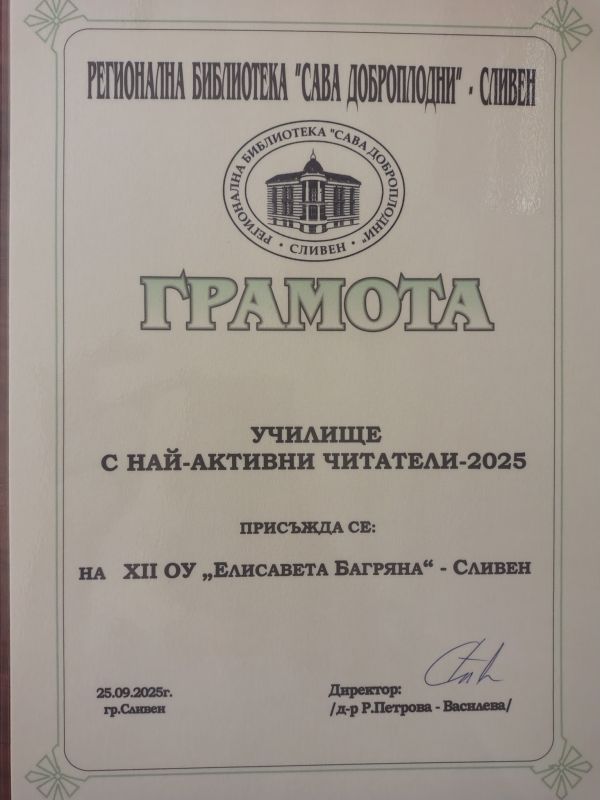 РЕГИОНАЛНА БИБЛИОТЕКА "САВА ДОБРОПЛОДНИ" - СЛИВЕН
РЕГИОНАЛНА БИБЛИОТЕКА "САВА ДОБРОПЛОДНИ"
• СЛИВЕН •
ГРАМОТА
УЧИЛИЩЕ
С НАЙ-АКТИВНИ ЧИТАТЕЛИ-2025
ПРИСЪЖДА СЕ:
НА XII ОУ „ЕЛИСАВЕТА БАГРЯНА“ - СЛИВЕН
25.09.2025г.
гр.Сливен
Директор:
/д-р Р.Петрова - Василева/